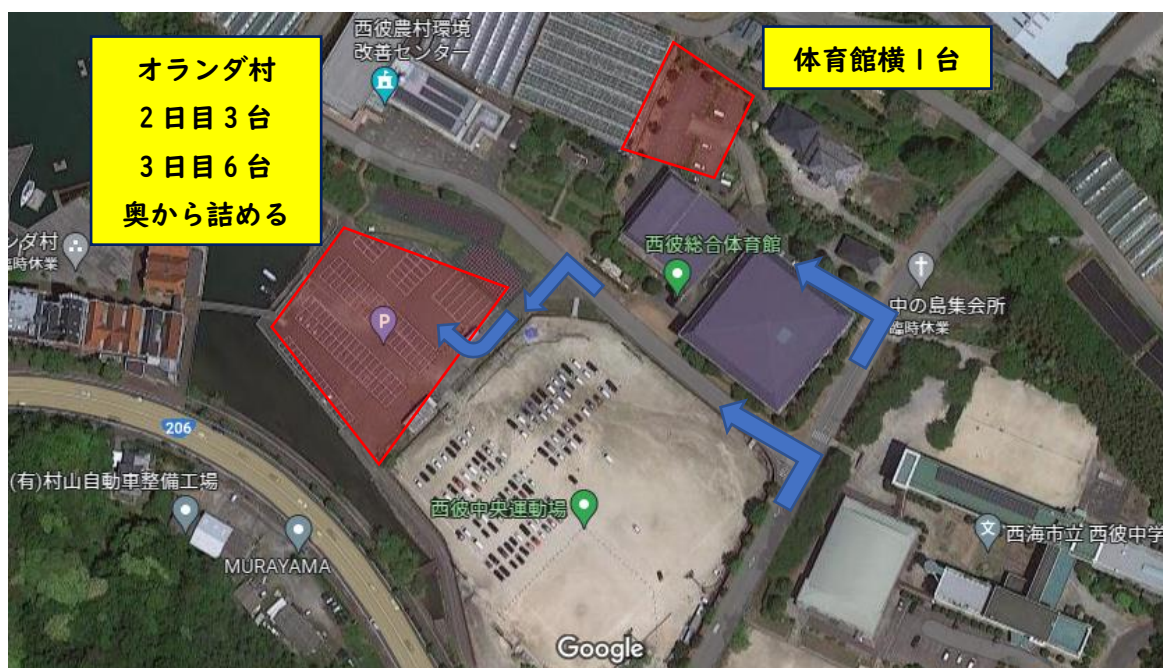 オランダ村
2日目3台
3日目6台
奥から詰める
体育館横1台
西彼農村環境
改善センター
ンダ村
臨時休業
西彼総合体育館
中の島集会所
臨時休業
P
206
(有)村山自動車整備工場
MURAYAMA
西彼中央運動場
文
西海市立 西彼中学
Google